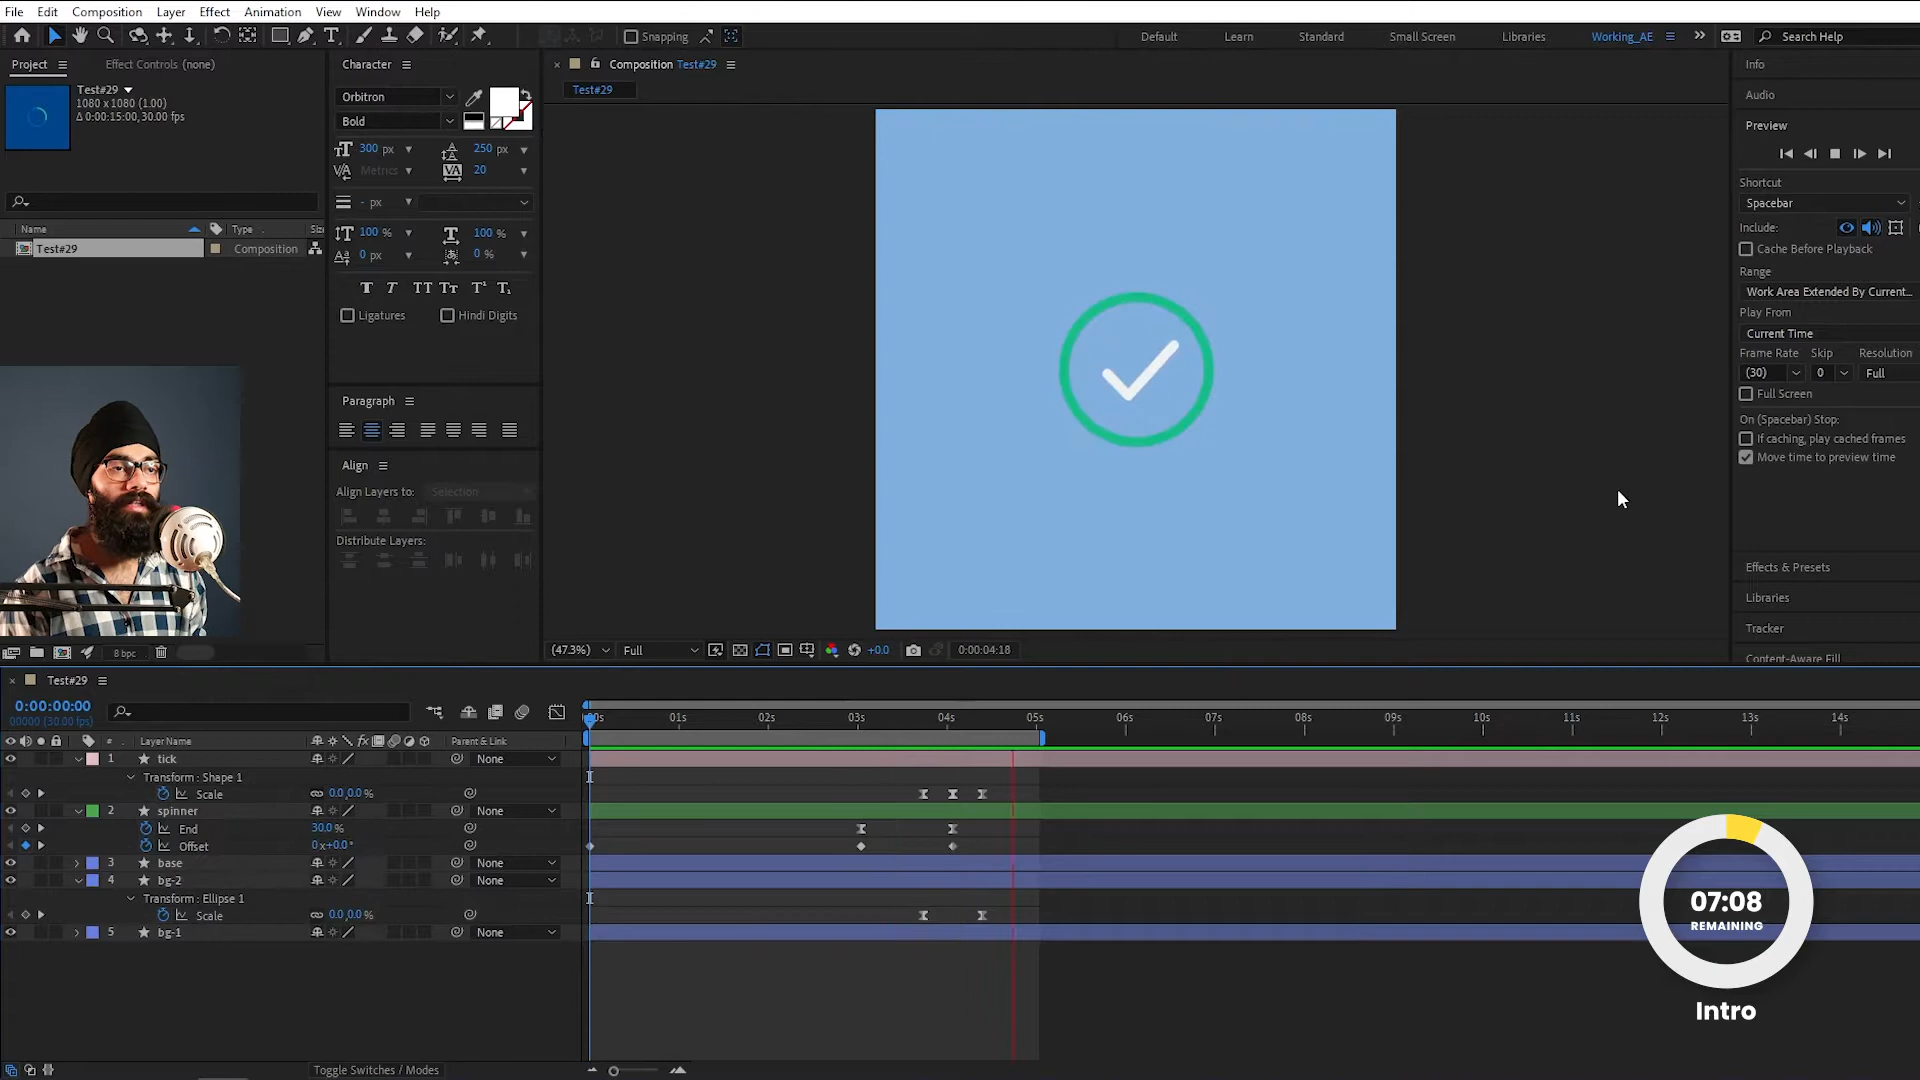 File Edit Composition Layer Effect Animation View Window Help
Snapping
Default Learn Standard Small Screen Libraries Working_AE Search Help
Project Effect Controls (none)
Test#29
1080 x 1080 (1.00)
Δ 0:00:15:00, 30.00 fps
Name Type
Test#29 Composition
8 bpc
Character
Orbitron
Bold
300 px 250 px
Metrics 20
- px
100 % 100 %
0 px 0 %
Ligatures Hindi Digits
Paragraph
Align
Align Layers to: Selection
Distribute Layers:
Composition Test#29
Test#29
(47.3%) Full +0.0 0:00:04:18
Info
Audio
Preview
Shortcut
Spacebar
Include:
Cache Before Playback
Range
Work Area Extended By Current...
Play From
Current Time
Frame Rate Skip Resolution
(30) 0 Full
Full Screen
On (Spacebar) Stop:
If caching, play cached frames
Move time to preview time
Effects & Presets
Libraries
Tracker
Content-Aware Fill
Test#29
0:00:00:00
00000 (30.00 fps)
# Layer Name fx Parent & Link
00s 01s 02s 03s 04s 05s 06s 07s 08s 09s 10s 11s 12s 13s 14s
1 tick None
Transform : Shape 1
Scale 0.0,0.0 %
2 spinner None
End 30.0 %
Offset 0 x+0.0 °
3 base None
4 bg-2 None
Transform : Ellipse 1
Scale 0.0,0.0 %
5 bg-1 None
Toggle Switches / Modes
07:08
REMAINING
Intro